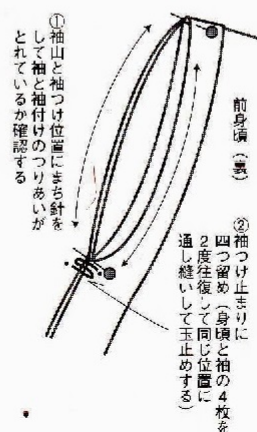 前身頃（裏）
②袖つけ止まりに
四つ留め（身頃と袖の４枚を
２度往復して同じ位置に
通し縫いして玉止めする）
①袖山と袖つけ位置にまち針を
して袖と袖付けのつりあいが
とれているか確認する